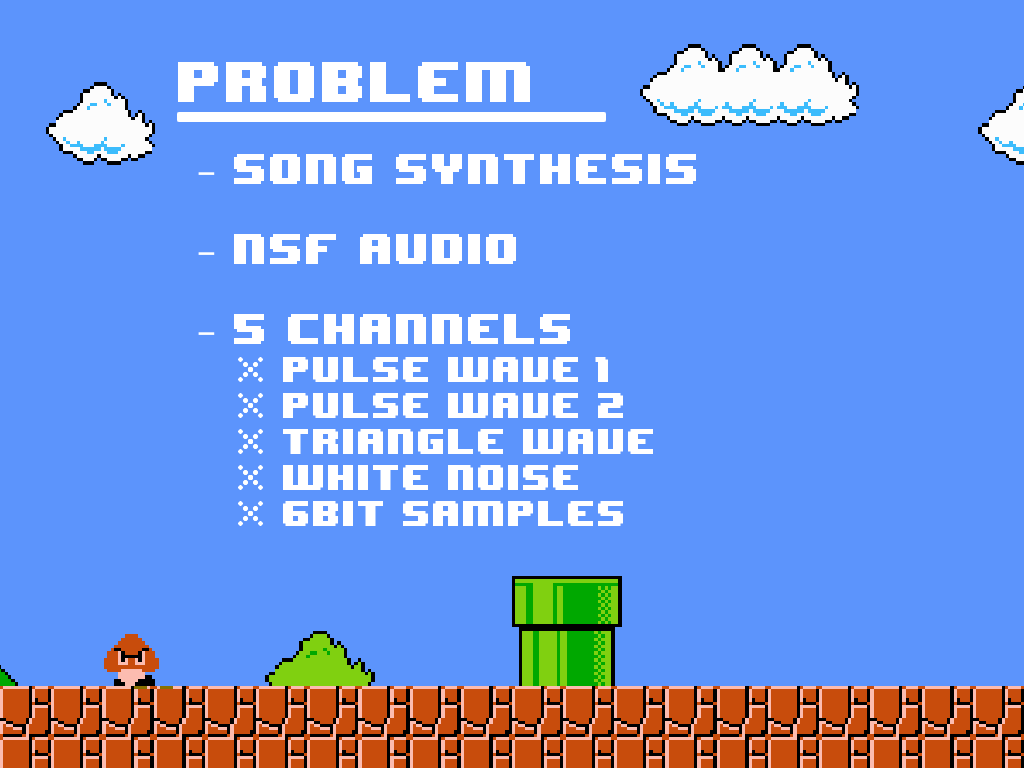 PROBLEM
- SONG SYNTHESIS
- NSF AUDIO
- 5 CHANNELS
※ PULSE WAVE 1
※ PULSE WAVE 2
※ TRIANGLE WAVE
※ WHITE NOISE
※ 6BIT SAMPLES